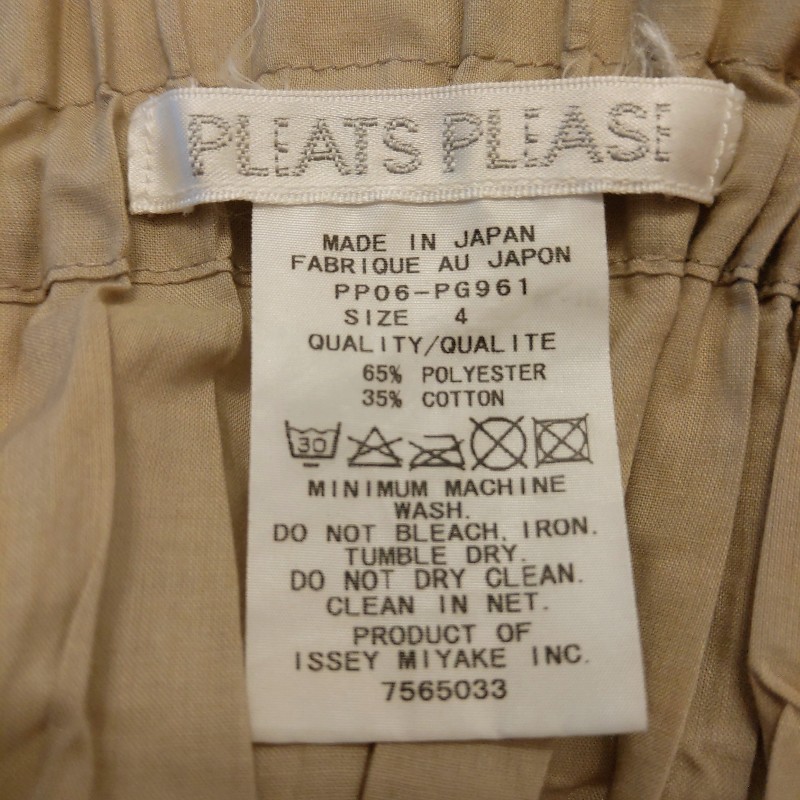 PLEATS PLEASE
MADE IN JAPAN
FABRIQUE AU JAPON
PP06-PG961
SIZE 4
QUALITY/QUALITE
65% POLYESTER
35% COTTON
30
MINIMUM MACHINE
WASH.
DO NOT BLEACH, IRON.
TUMBLE DRY.
DO NOT DRY CLEAN.
CLEAN IN NET.
PRODUCT OF
ISSEY MIYAKE INC.
7565033